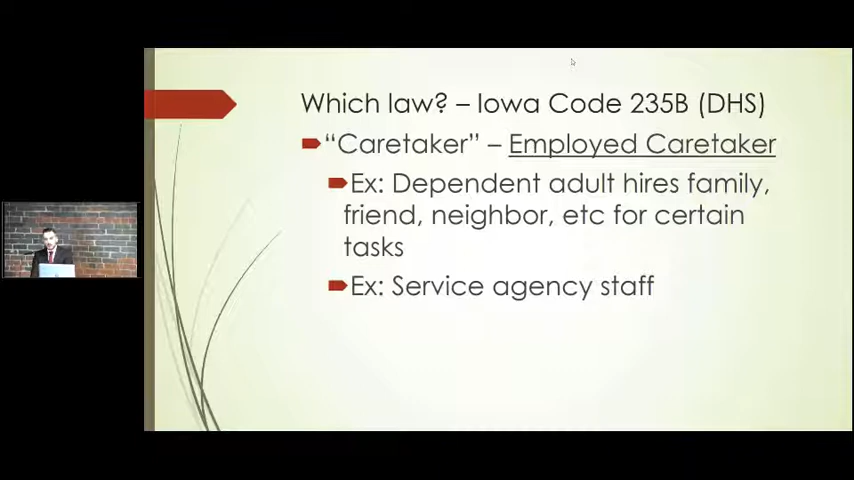 Which law? – Iowa Code 235B (DHS)
“Caretaker” – Employed Caretaker
Ex: Dependent adult hires family,
friend, neighbor, etc for certain
tasks
Ex: Service agency staff